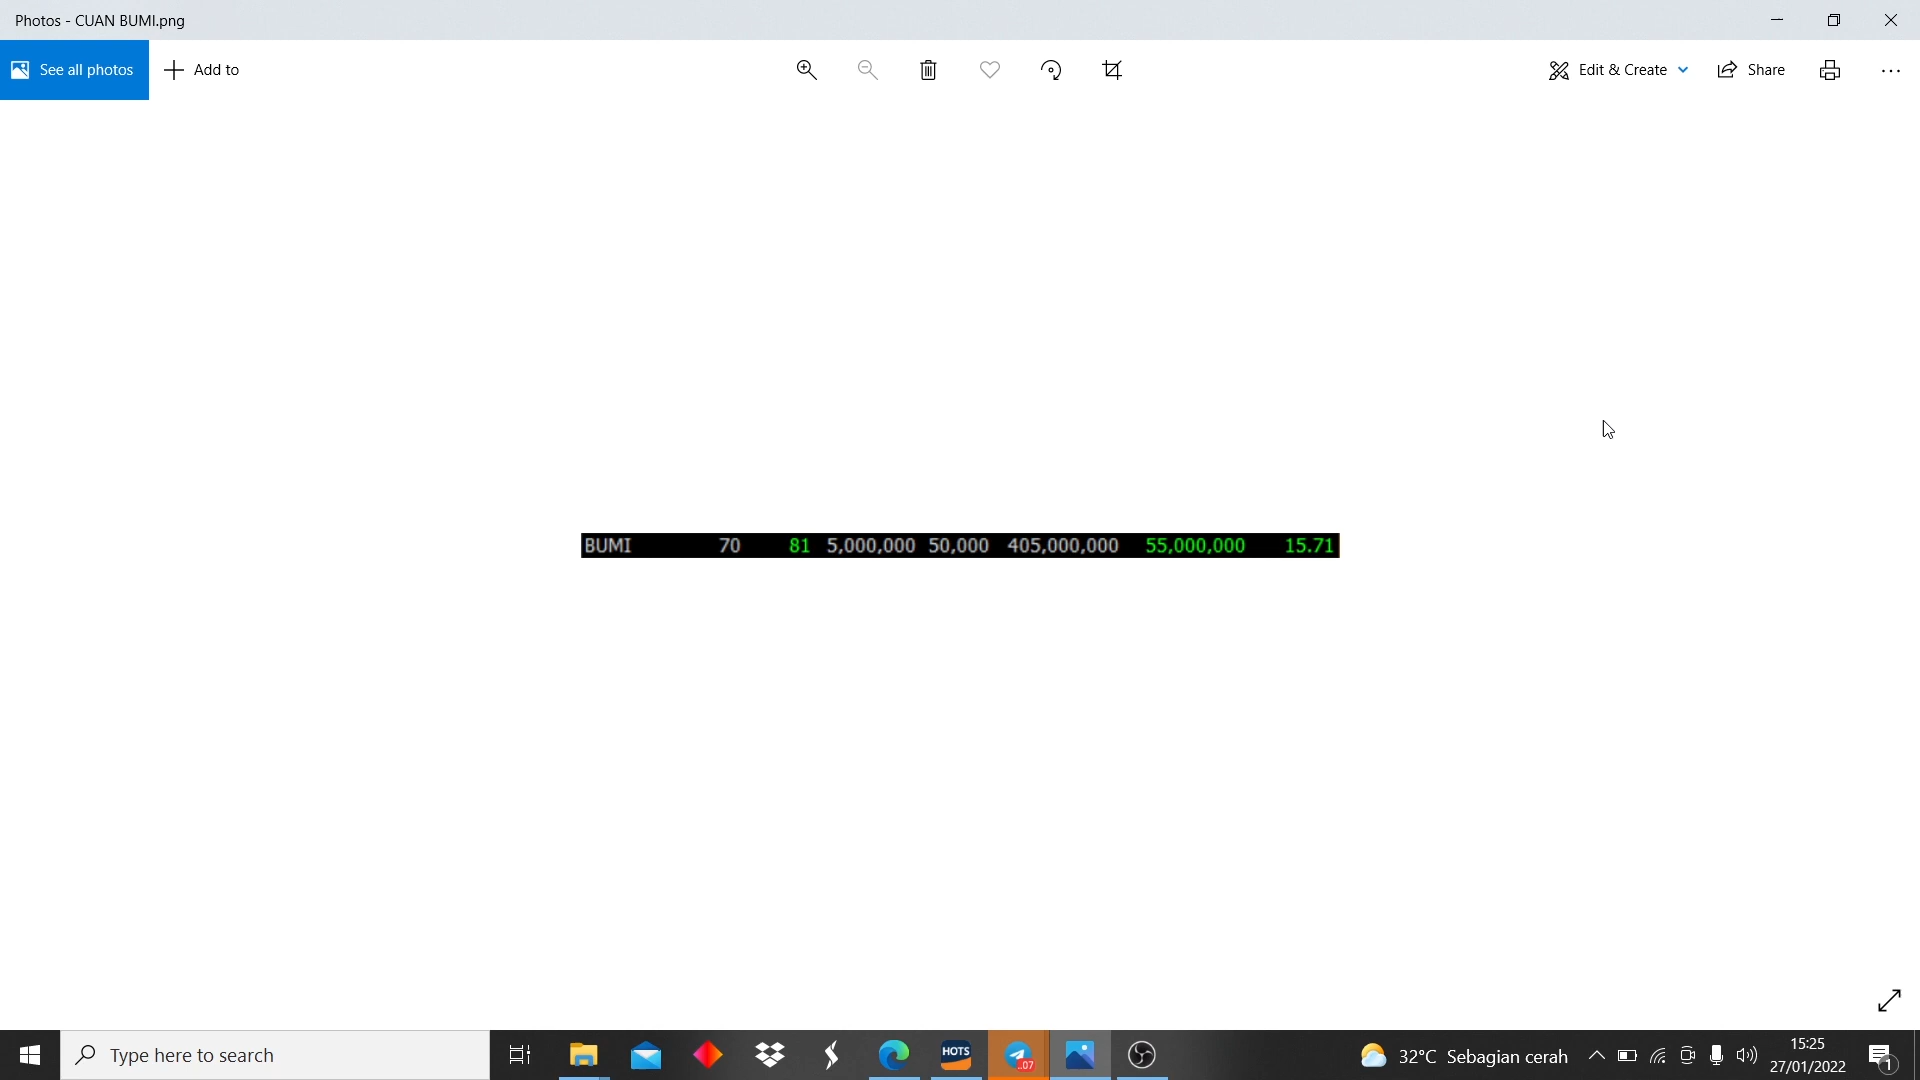 Photos - CUAN BUMI.png
See all photos Add to Edit & Create Share
BUMI 70 81 5,000,000 50,000 405,000,000 55,000,000 15.71
Type here to search HOTS .07 32°C Sebagian cerah 15:25
27/01/2022 1